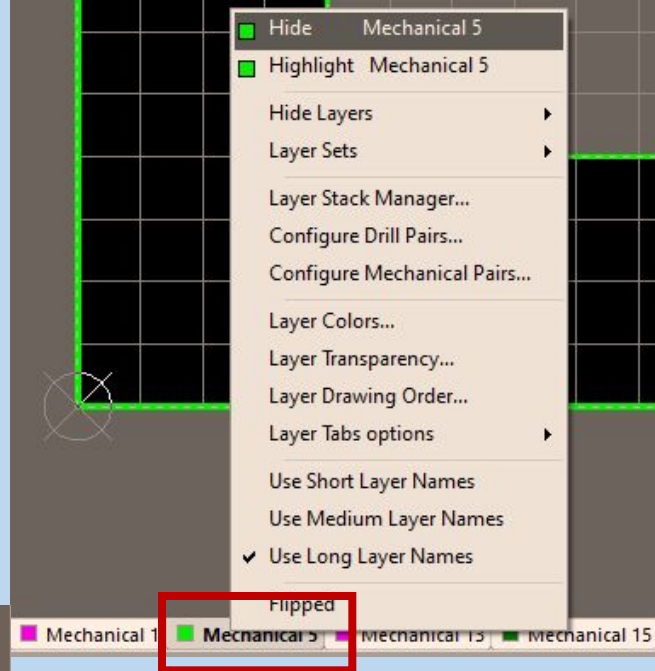 Hide Mechanical 5
Highlight Mechanical 5
Hide Layers
Layer Sets
Layer Stack Manager...
Configure Drill Pairs...
Configure Mechanical Pairs...
Layer Colors...
Layer Transparency...
Layer Drawing Order...
Layer Tabs options
Use Short Layer Names
Use Medium Layer Names
Use Long Layer Names
Flipped
Mechanical 1 Mechanical 5 Mechanical 13 Mechanical 15